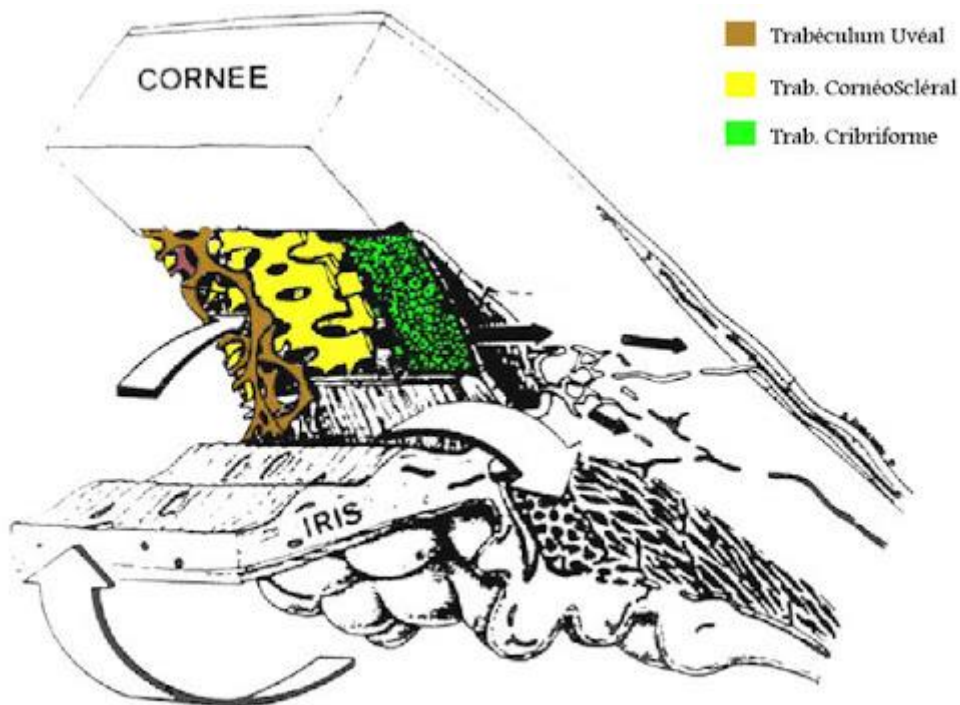 CORNEE
Trabéculum Uvéal
Trab. CornéoScléral
Trab. Cribriforme
IRIS